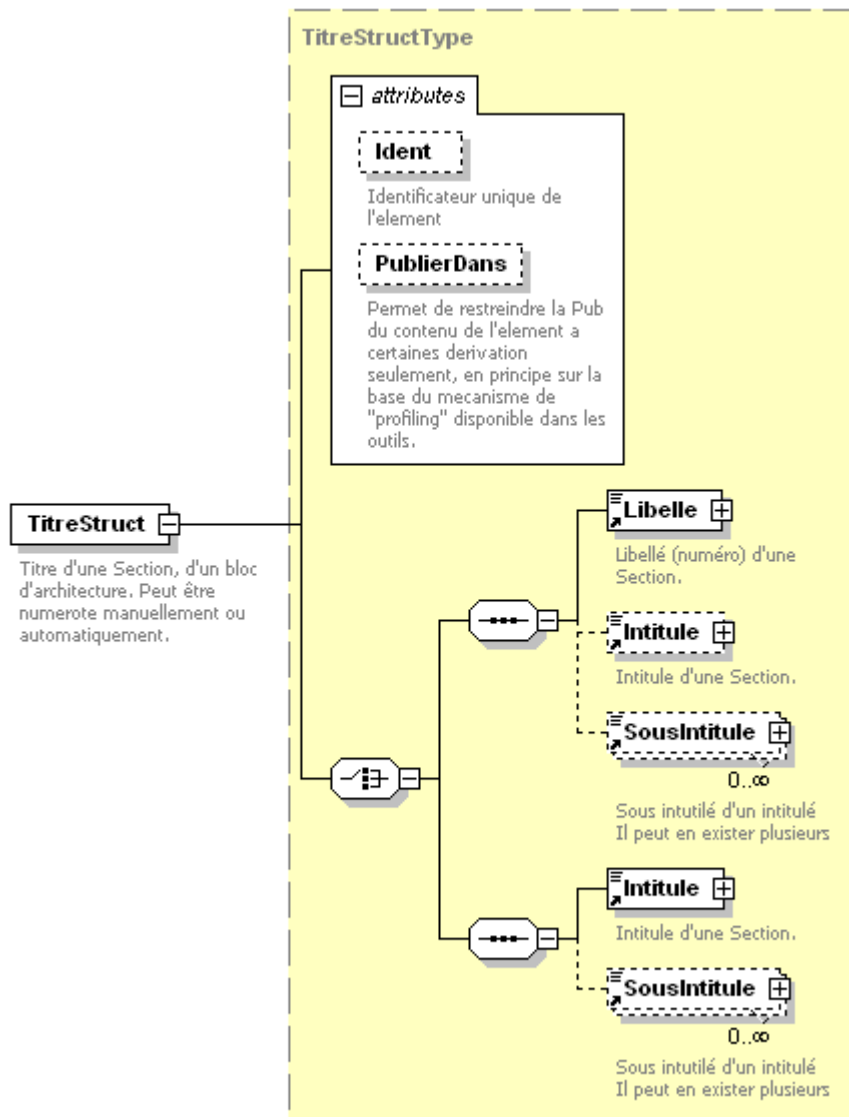 TitreStructType
attributes
Ident
Identificateur unique de
l'element
PublierDans
Permet de restreindre la Pub
du contenu de l'element a
certaines derivation
seulement, en principe sur la
base du mecanisme de
"profiling" disponible dans les
outils.
TitreStruct
Titre d'une Section, d'un bloc
d'architecture. Peut être
numerote manuellement ou
automatiquement.
Libelle
Libellé (numéro) d'une
Section.
Intitule
Intitule d'une Section.
SousIntitule
0..∞
Sous intutilé d'un intitulé
Il peut en exister plusieurs
Intitule
Intitule d'une Section.
SousIntitule
0..∞
Sous intutilé d'un intitulé
Il peut en exister plusieurs